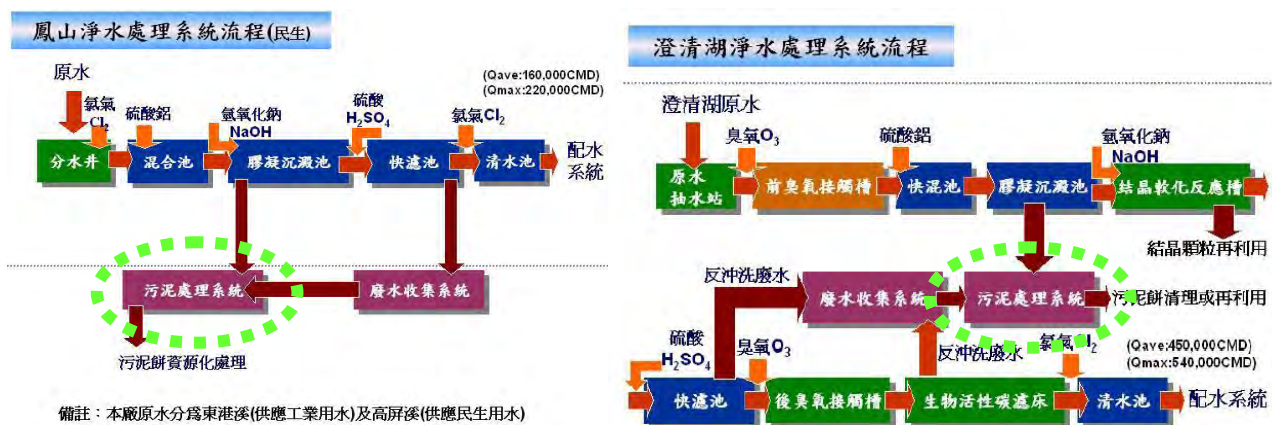 鳳山淨水處理系統流程(民生)
原水
(Qave:160,000CMD)
(Qmax:220,000CMD)
氯氣
Cl2
硫酸鋁
氫氧化鈉
NaOH
硫酸
H2SO4
氯氣Cl2
分水井
混合池
膠凝沉澱池
快濾池
清水池
配水
系統
污泥處理系統
廢水收集系統
污泥餅資源化處理
備註：本廠原水分為東港溪(供應工業用水)及高屏溪(供應民生用水)
澄清湖淨水處理系統流程
澄清湖原水
臭氧O3
硫酸鋁
氫氧化鈉
NaOH
原水
抽水站
前臭氧接觸槽
快混池
膠凝沉澱池
結晶軟化反應槽
結晶顆粒再利用
反沖洗廢水
廢水收集系統
污泥處理系統
污泥餅清理或再利用
硫酸
H2SO4
臭氧O3
反沖洗廢水
氯氣Cl2
(Qave:450,000CMD)
(Qmax:540,000CMD)
快濾池
後臭氧接觸槽
生物活性碳濾床
清水池
配水系統